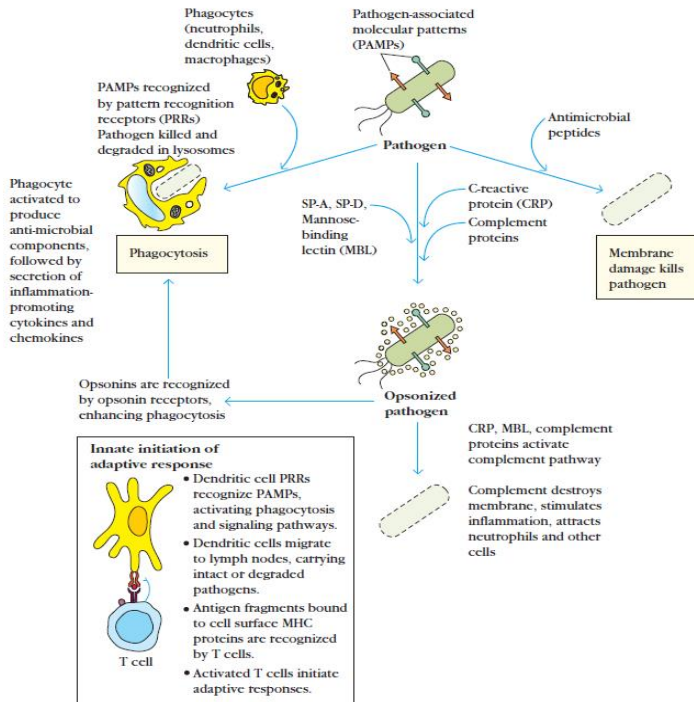 Phagocytes
(neutrophils,
dendritic cells,
macrophages)
Pathogen-associated
molecular patterns
(PAMPs)
PAMPs recognized
by pattern recognition
receptors (PRRs)
Pathogen killed and
degraded in lysosomes
Pathogen
Antimicrobial
peptides
Phagocyte
activated to
produce
anti-microbial
components,
followed by
secretion of
inflammation-
promoting
cytokines and
chemokines
Phagocytosis
SP-A, SP-D,
Mannose-
binding
lectin (MBL)
C-reactive
protein (CRP)
Complement
proteins
Membrane
damage kills
pathogen
Opsonins are recognized
by opsonin receptors,
enhancing phagocytosis
Opsonized
pathogen
CRP, MBL, complement
proteins activate
complement pathway
Complement destroys
membrane, stimulates
inflammation, attracts
neutrophils and other
cells
Innate initiation of
adaptive response
• Dendritic cell PRRs
recognize PAMPs,
activating phagocytosis
and signaling pathways.
• Dendritic cells migrate
to lymph nodes, carrying
intact or degraded
pathogens.
• Antigen fragments bound
to cell surface MHC
proteins are recognized
by T cells.
• Activated T cells initiate
adaptive responses.
T cell